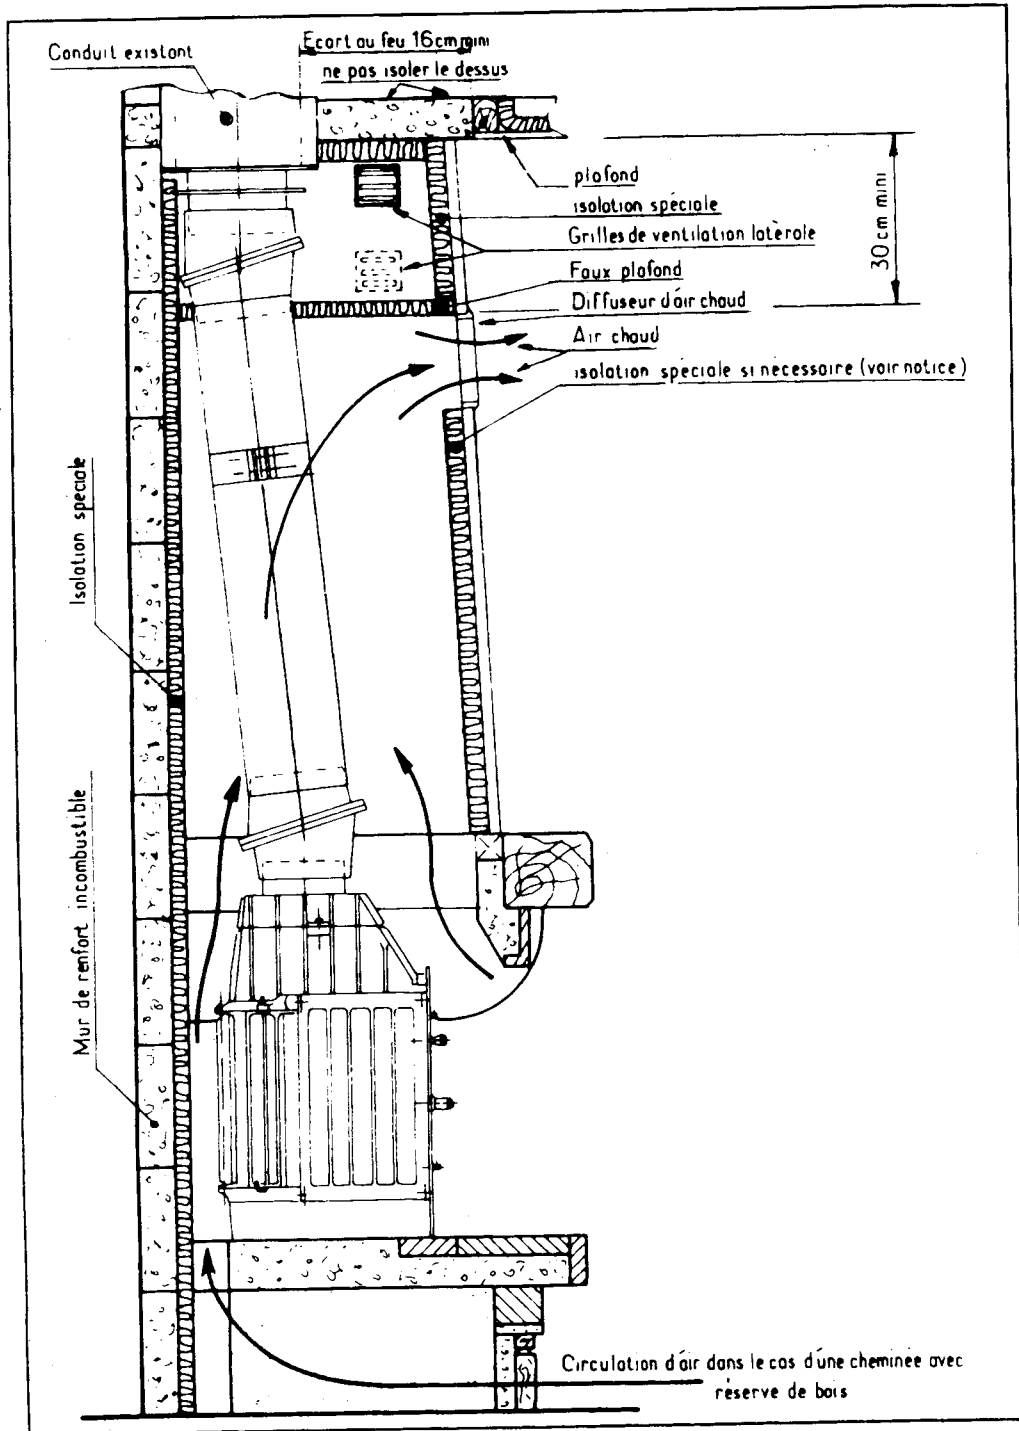 Conduit existant
Ecart au feu 16 cm mini
ne pas isoler le dessus
plafond
isolation spéciale
Grilles de ventilation latérale
Faux plafond
Diffuseur d'air chaud
Air chaud
isolation spéciale si nécessaire (voir notice)
30 cm mini
Isolation spéciale
Mur de renfort incombustible
Circulation d'air dans le cas d'une cheminée avec
réserve de bois